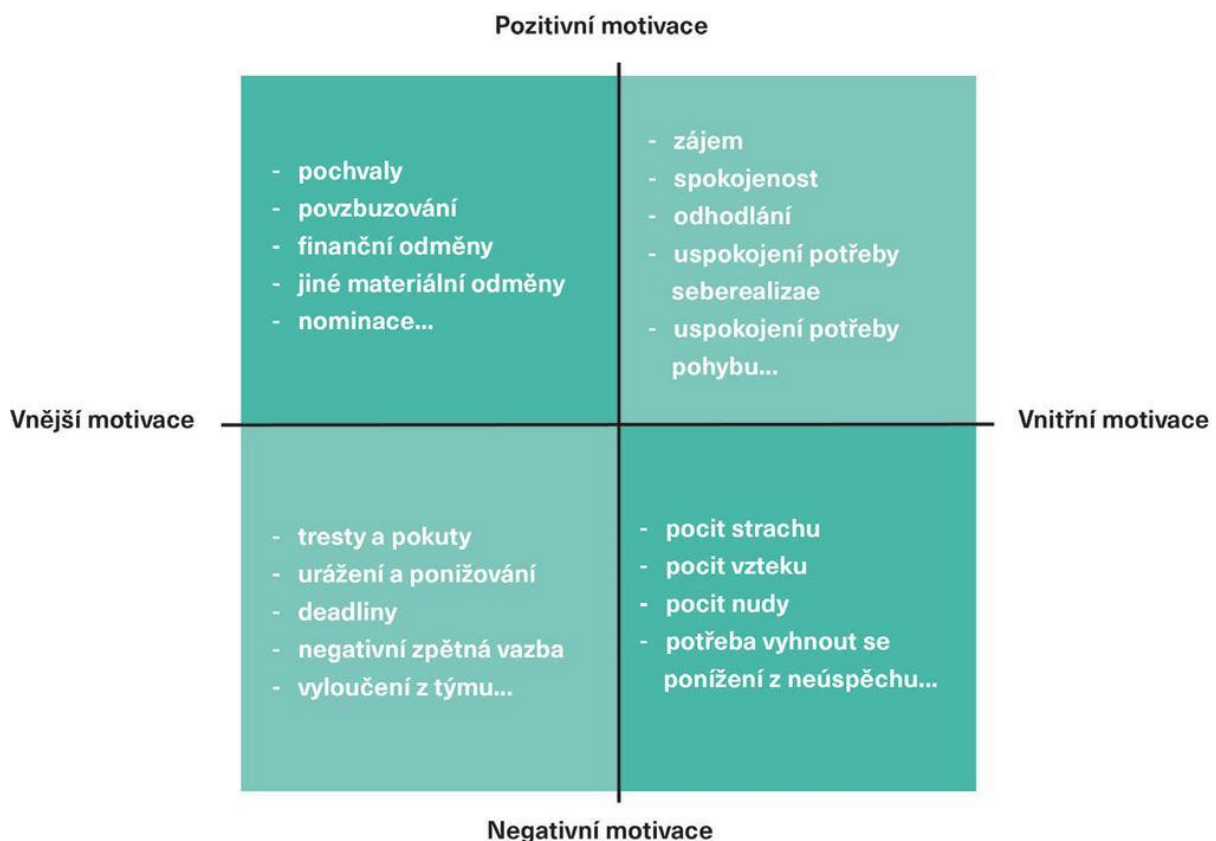 Pozitivní motivace
- pochvaly
- povzbuzování
- finanční odměny
- jiné materiální odměny
- nominace...
- zájem
- spokojenost
- odhodlání
- uspokojení potřeby
seberealizae
- uspokojení potřeby
pohybu...
Vnější motivace
Vnitřní motivace
- tresty a pokuty
- urážení a ponižování
- deadliny
- negativní zpětná vazba
- vyloučení z týmu...
- pocit strachu
- pocit vzteku
- pocit nudy
- potřeba vyhnout se
ponížení z neúspěchu...
Negativní motivace